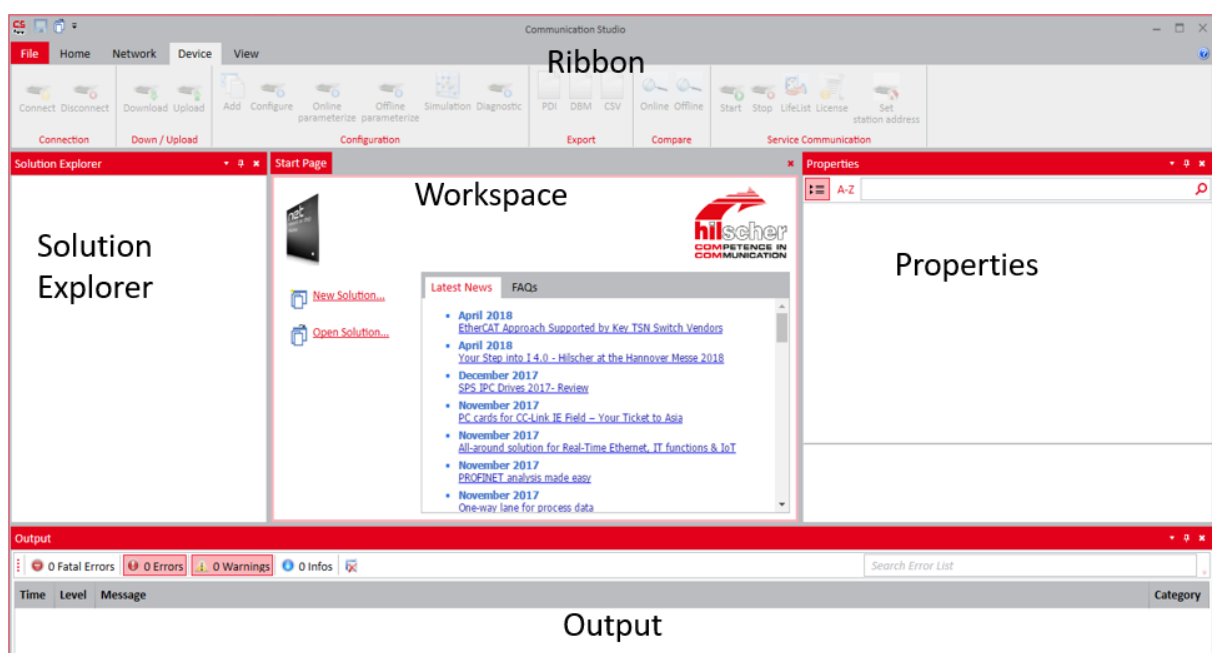 CS
Communication Studio
File Home Network Device View
Ribbon
Connect Disconnect Download Upload Add Configure Online parameterize Offline parameterize Simulation Diagnostic PDI DBM CSV Online Offline Start Stop LifeList License Set station address
Connection Down / Upload Configuration Export Compare Service Communication
Solution Explorer
Start Page
Properties
A-Z
Workspace
Solution
Explorer
Properties
net
hilscher
COMPETENCE IN
COMMUNICATION
New Solution...
Open Solution...
Latest News FAQs
April 2018
EtherCAT Approach Supported by Key TSN Switch Vendors
April 2018
Your Step into I 4.0 - Hilscher at the Hannover Messe 2018
December 2017
SPS IPC Drives 2017- Review
November 2017
PC cards for CC-Link IE Field – Your Ticket to Asia
November 2017
All-around solution for Real-Time Ethernet, IT functions & IoT
November 2017
PROFINET analysis made easy
November 2017
One-way lane for process data
Output
0 Fatal Errors 0 Errors 0 Warnings 0 Infos Search Error List
Time Level Message Category
Output